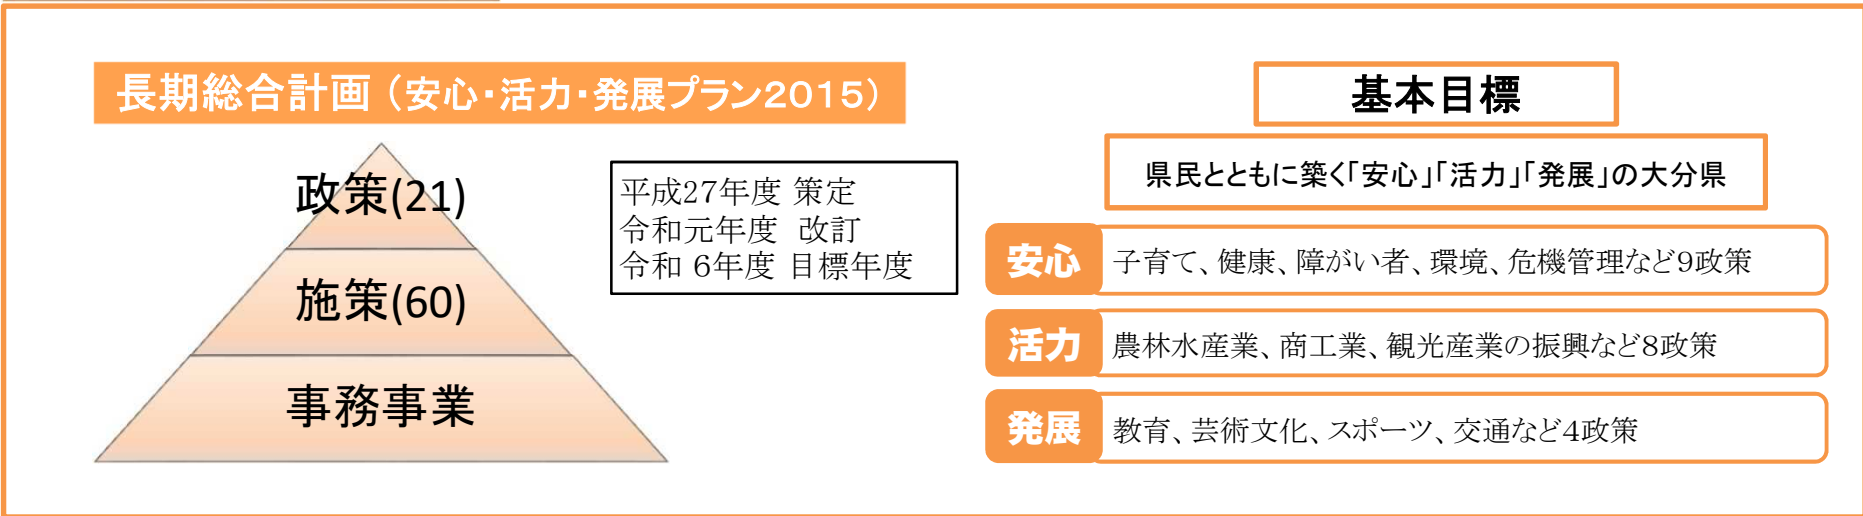 長期総合計画（安心・活力・発展プラン２０１５）
政策(21)
施策(60)
事務事業
平成27年度 策定
令和元年度 改訂
令和 6年度 目標年度
基本目標
県民とともに築く「安心」「活力」「発展」の大分県
安心 子育て、健康、障がい者、環境、危機管理など9政策
活力 農林水産業、商工業、観光産業の振興など8政策
発展 教育、芸術文化、スポーツ、交通など4政策